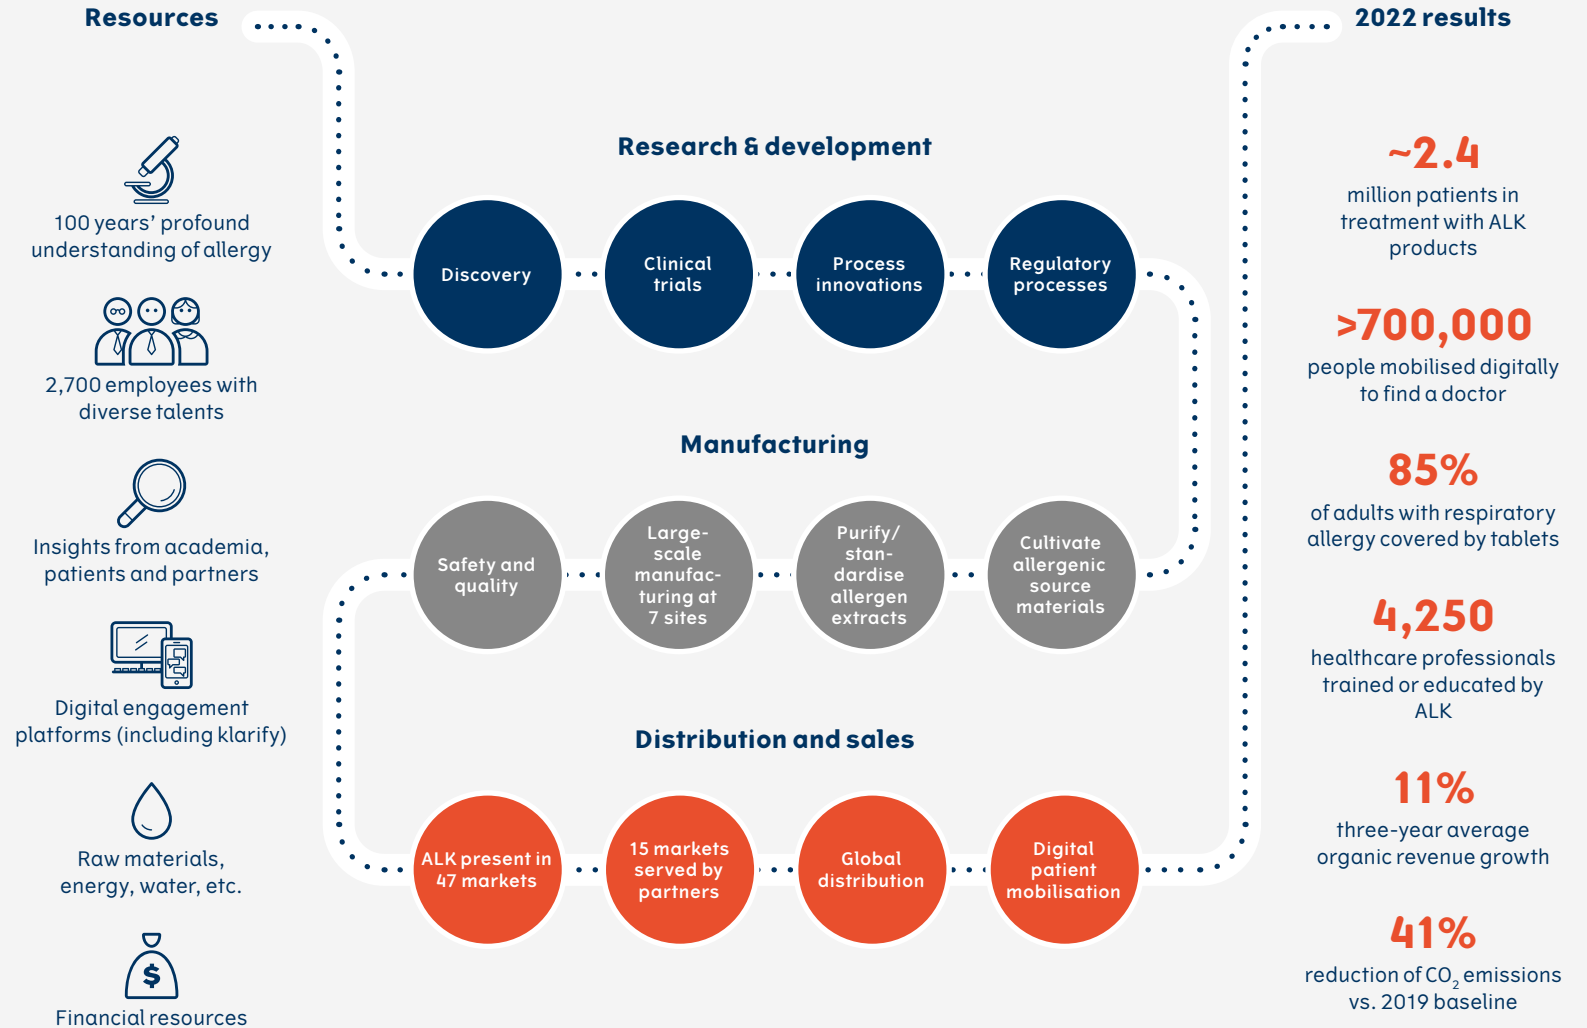 Resources
100 years’ profound
understanding of allergy
2,700 employees with
diverse talents
Insights from academia,
patients and partners
Digital engagement
platforms (including klarify)
Raw materials,
energy, water, etc.
$
Financial resources
Research & development
Discovery
Clinical
trials
Process
innovations
Regulatory
processes
Manufacturing
Safety and
quality
Large-
scale
manufac-
turing at
7 sites
Purify/
stan-
dardise
allergen
extracts
Cultivate
allergenic
source
materials
Distribution and sales
ALK present in
47 markets
15 markets
served by
partners
Global
distribution
Digital
patient
mobilisation
2022 results
~2.4
million patients in
treatment with ALK
products
>700,000
people mobilised digitally
to find a doctor
85%
of adults with respiratory
allergy covered by tablets
4,250
healthcare professionals
trained or educated by
ALK
11%
three-year average
organic revenue growth
41%
reduction of CO₂ emissions
vs. 2019 baseline